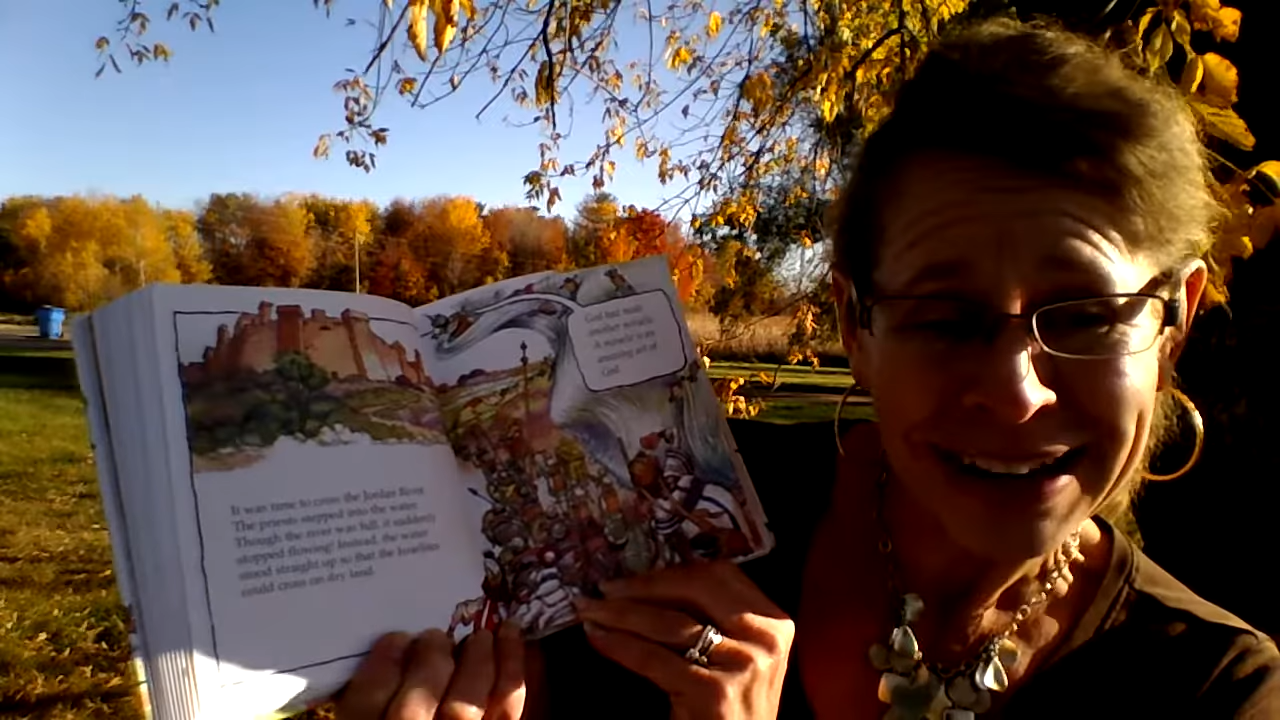 It was time to cross the Jordan River.
The priests stepped into the water.
Though the river was full, it suddenly
stopped flowing! Instead, the water
stood straight up so that the Israelites
could cross on dry land.
God had made
another miracle.
A miracle is an
amazing act of
God.